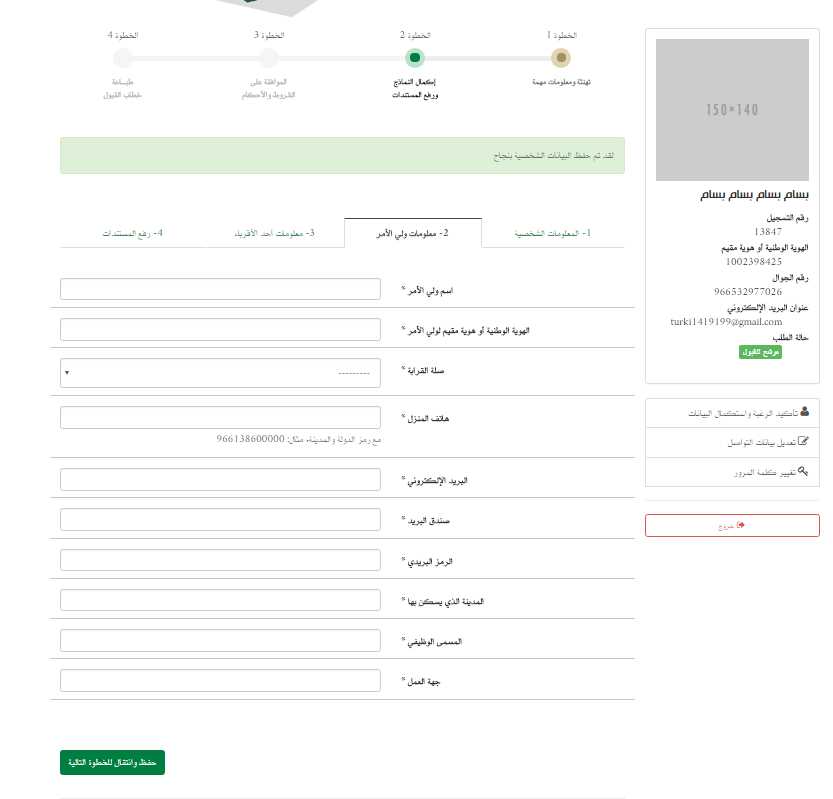 الخطوة 1
الخطوة 2
الخطوة 3
الخطوة 4
تهنئة ومعلومات مهمة
إكمال النماذج
ورفع المستندات
الموافقة على
الشروط والأحكام
طباعة
خطاب القبول
لقد تم حفظ البيانات الشخصية بنجاح
1- المعلومات الشخصية
2- معلومات ولي الأمر
3- معلومات أحد الأقرباء
4- رفع المستندات
اسم ولي الأمر *
الهوية الوطنية أو هوية مقيم لولي الأمر *
صلة القرابة *
---------
هاتف المنزل *
مع رمز الدولة والمدينة، مثال: 966138600000
البريد الإلكتروني *
صندق البريد *
الرمز البريدي *
المدينة الذي يسكن بها *
المسمى الوظيفي *
جهة العمل *
حفظ وانتقال للخطوة التالية
150×140
بسام بسام بسام بسام
رقم التسجيل
13847
الهوية الوطنية أو هوية مقيم
1002398425
رقم الجوال
966532977026
عنوان البريد الإلكتروني
turki1419199@gmail.com
حالة الطلب
مرشح للقبول
تأكيد الرغبة واستكمال البيانات
تعديل بيانات التواصل
تغيير كلمة المرور
خروج